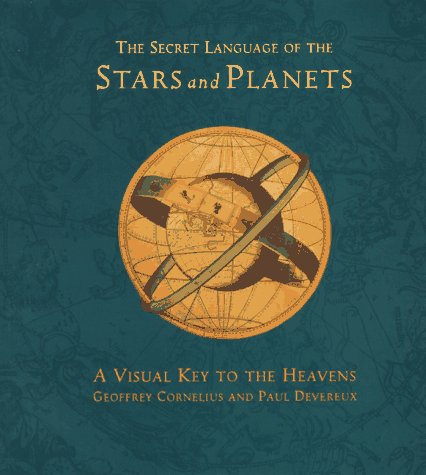 The Secret Language of the
Stars and Planets
A Visual Key to the Heavens
Geoffrey Cornelius and Paul Devereux